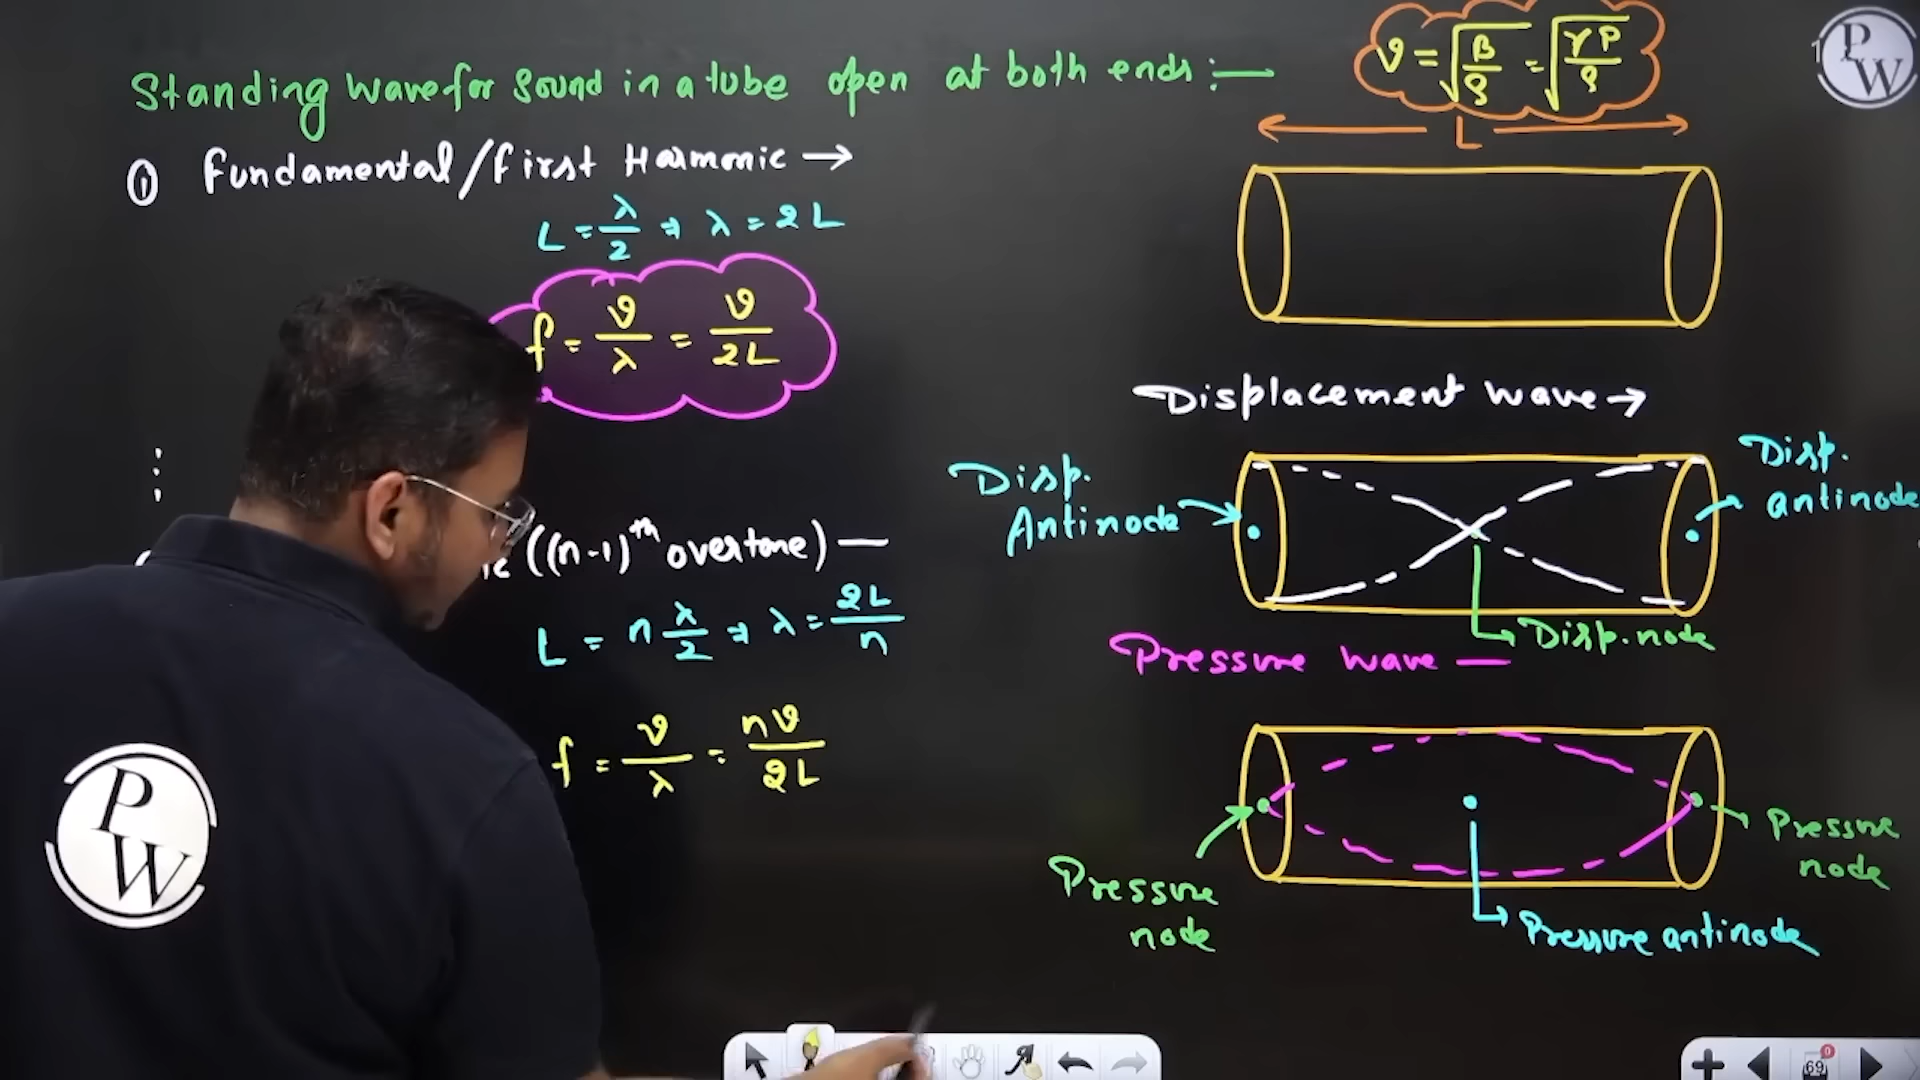 Standing wave for Sound in a tube open at both ends :—
① Fundamental/First Harmonic →
L = λ/2 ⇒ λ = 2L
f = v/λ = v/2L
((n-1)ᵗʰ overtone) —
L = n λ/2 ⇒ λ = 2L/n
f = v/λ = nv/2L
v = √(B/ρ) = √(γP/ρ)
L
Displacement wave →
Disp.
Antinode
Disp.
antinode
Disp. node
Pressure wave —
Pressure
node
Pressure
node
Pressure antinode
PW
PW
69